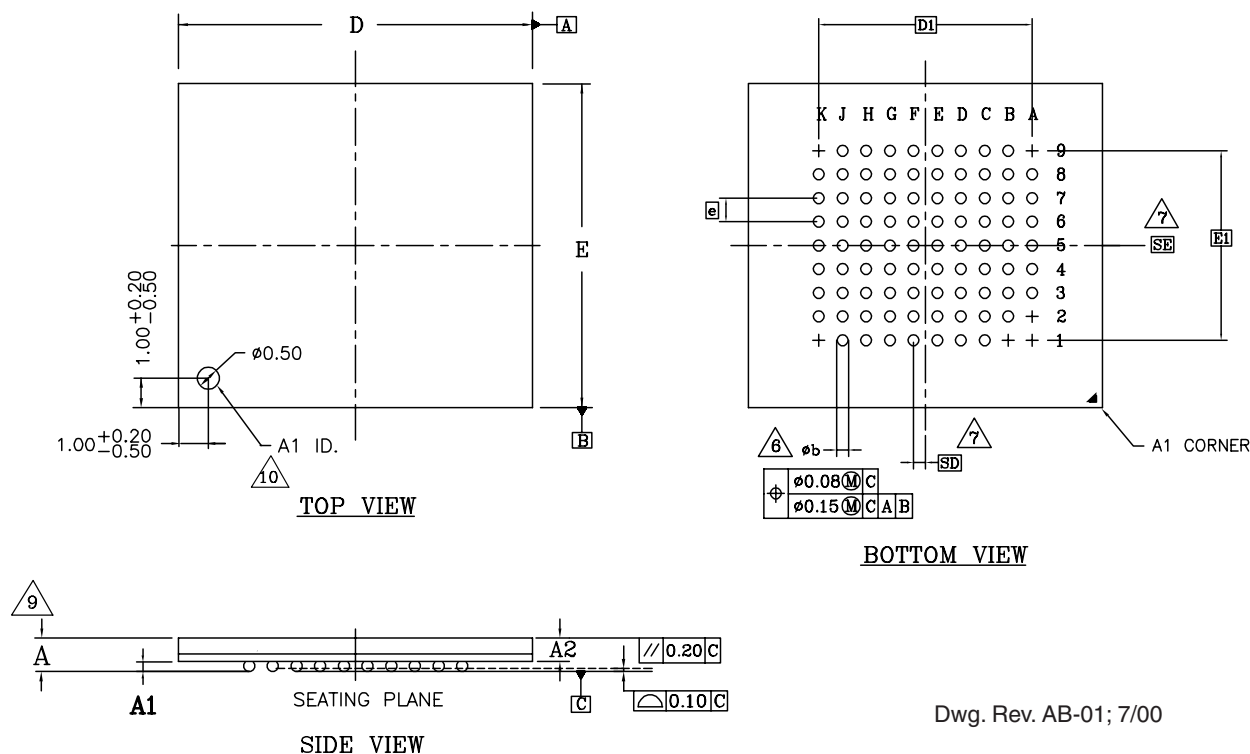 D
A
E
1.00 +0.20 -0.50
ø0.50
1.00 +0.20 -0.50
A1 ID.
10
B
TOP VIEW
D1
K J H G F E D C B A
9
8
7
6
5
4
3
2
1
e
7
SE
E1
A1 CORNER
6
øb
7
SD
ø0.08 M C
ø0.15 M C A B
BOTTOM VIEW
9
A
A1
A2
// 0.20 C
SEATING PLANE
C
0.10 C
SIDE VIEW
Dwg. Rev. AB-01; 7/00